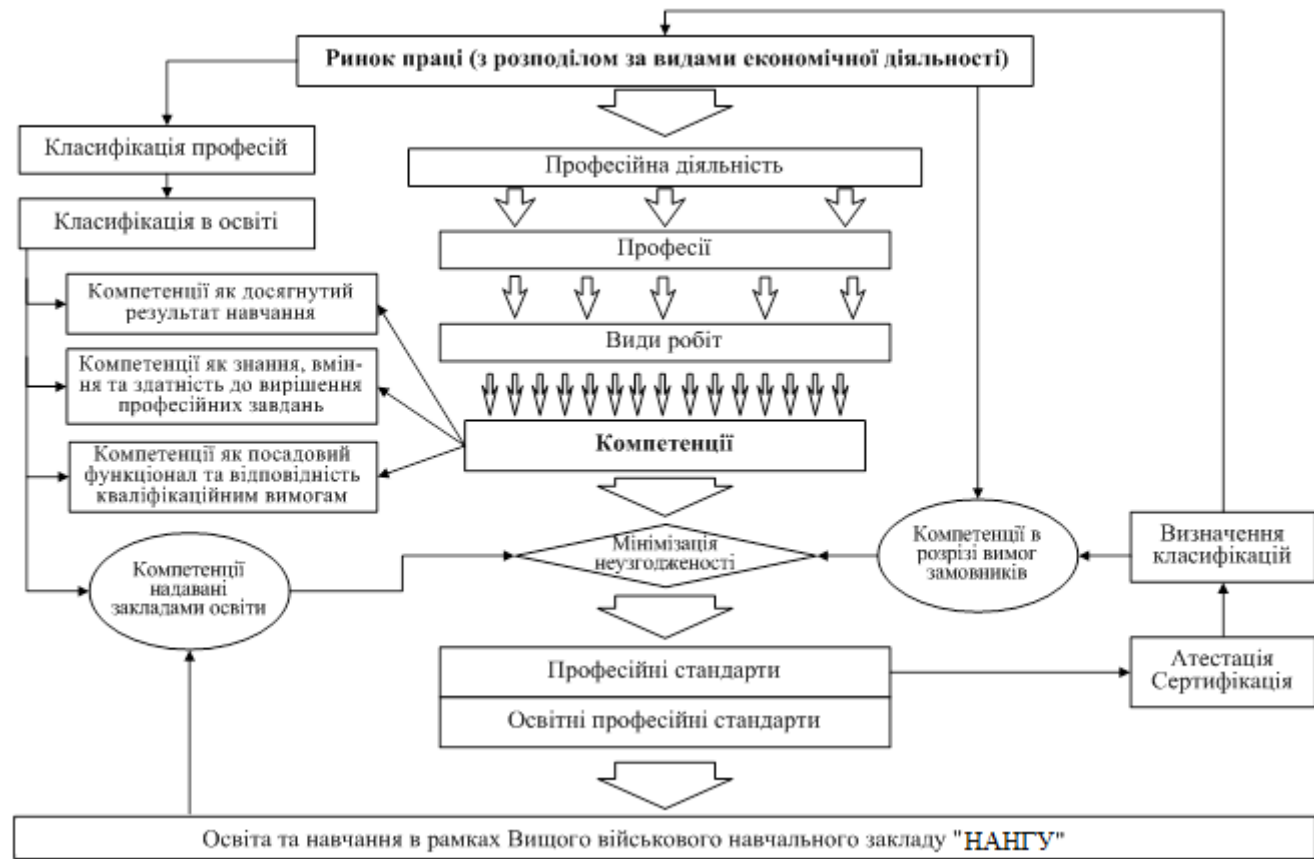 Ринок праці (з розподілом за видами економічної діяльності)
Класифікація професій
Професійна діяльність
Класифікація в освіті
Професії
Компетенції як досягнутий
результат навчання
Види робіт
Компетенції як знання, вмін-
ня та здатність до вирішення
професійних завдань
Компетенції
Компетенції як посадовий
функціонал та відповідність
кваліфікаційним вимогам
Мінімізація
неузгодженості
Компетенції в
розрізі вимог
замовників
Визначення
класифікацій
Компетенції
надавані
закладами освіти
Професійні стандарти
Атестація
Сертифікація
Освітні професійні стандарти
Освіта та навчання в рамках Вищого військового навчального закладу "НАНГУ"